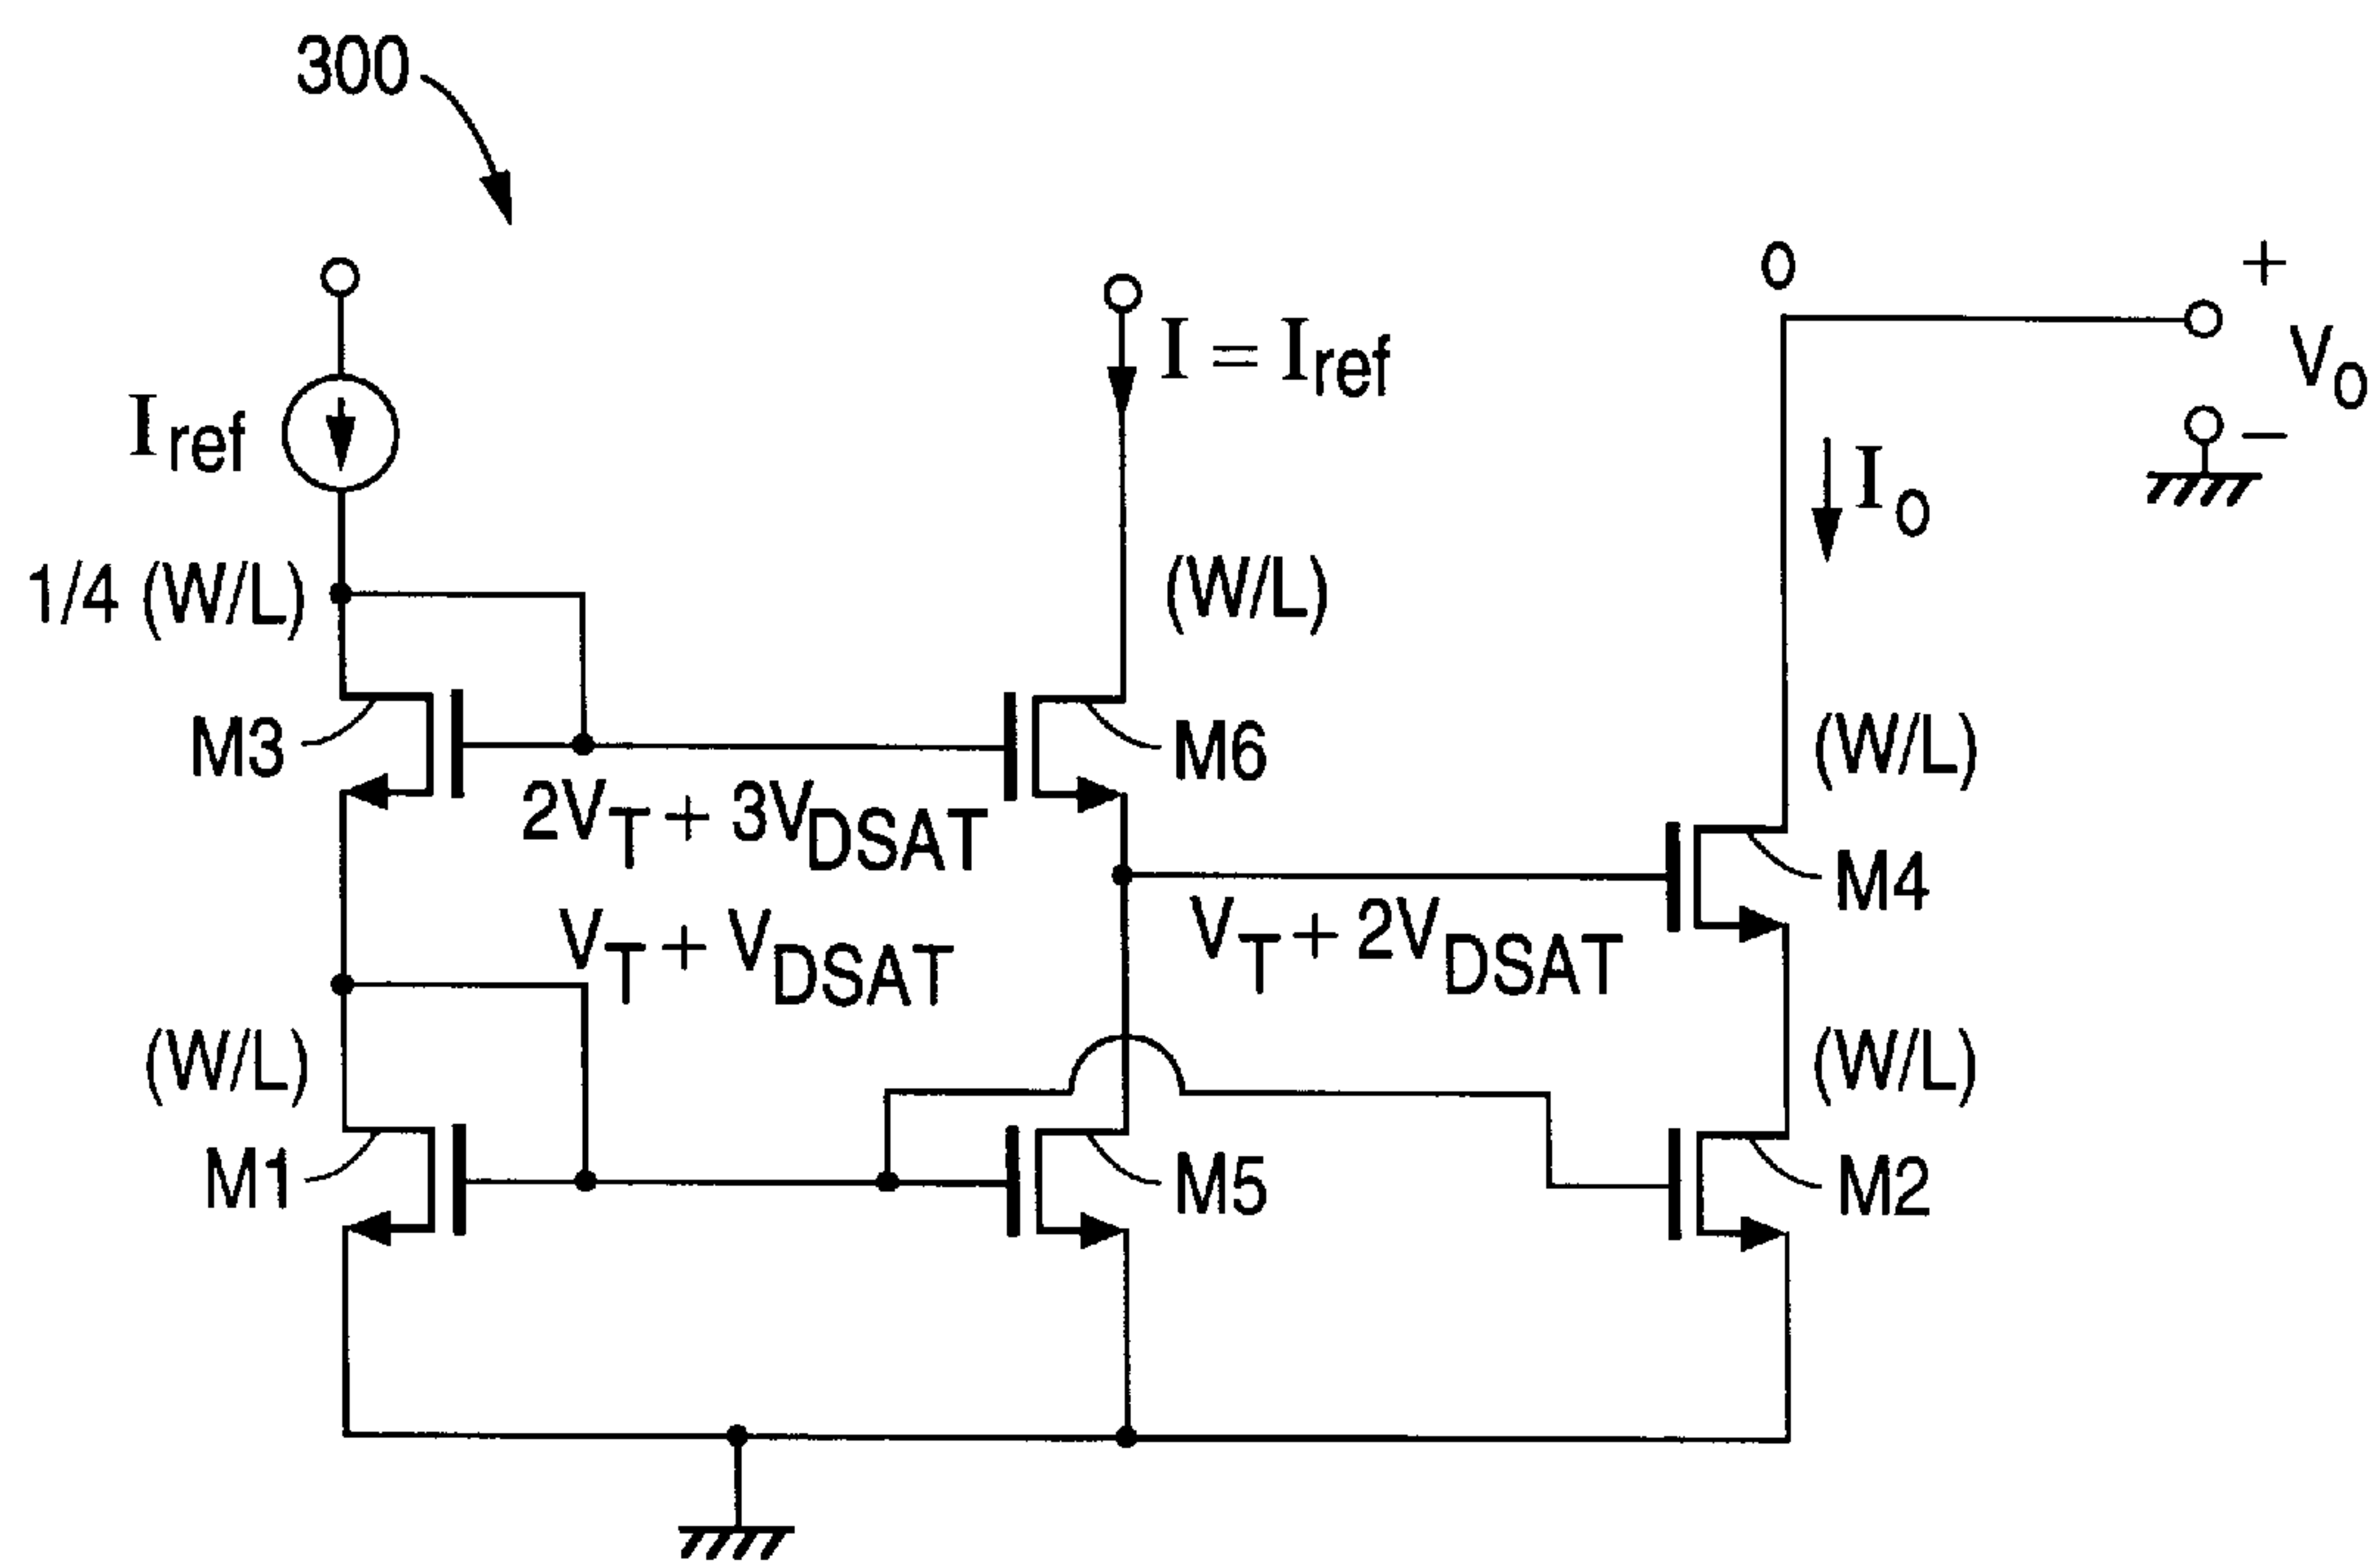 300
o
+
I = Iref
Vo
Iref
−
Io
1/4 (W/L)
(W/L)
M3
M6
(W/L)
2VT + 3VDSAT
M4
VT + VDSAT
VT + 2VDSAT
(W/L)
(W/L)
M1
M5
M2